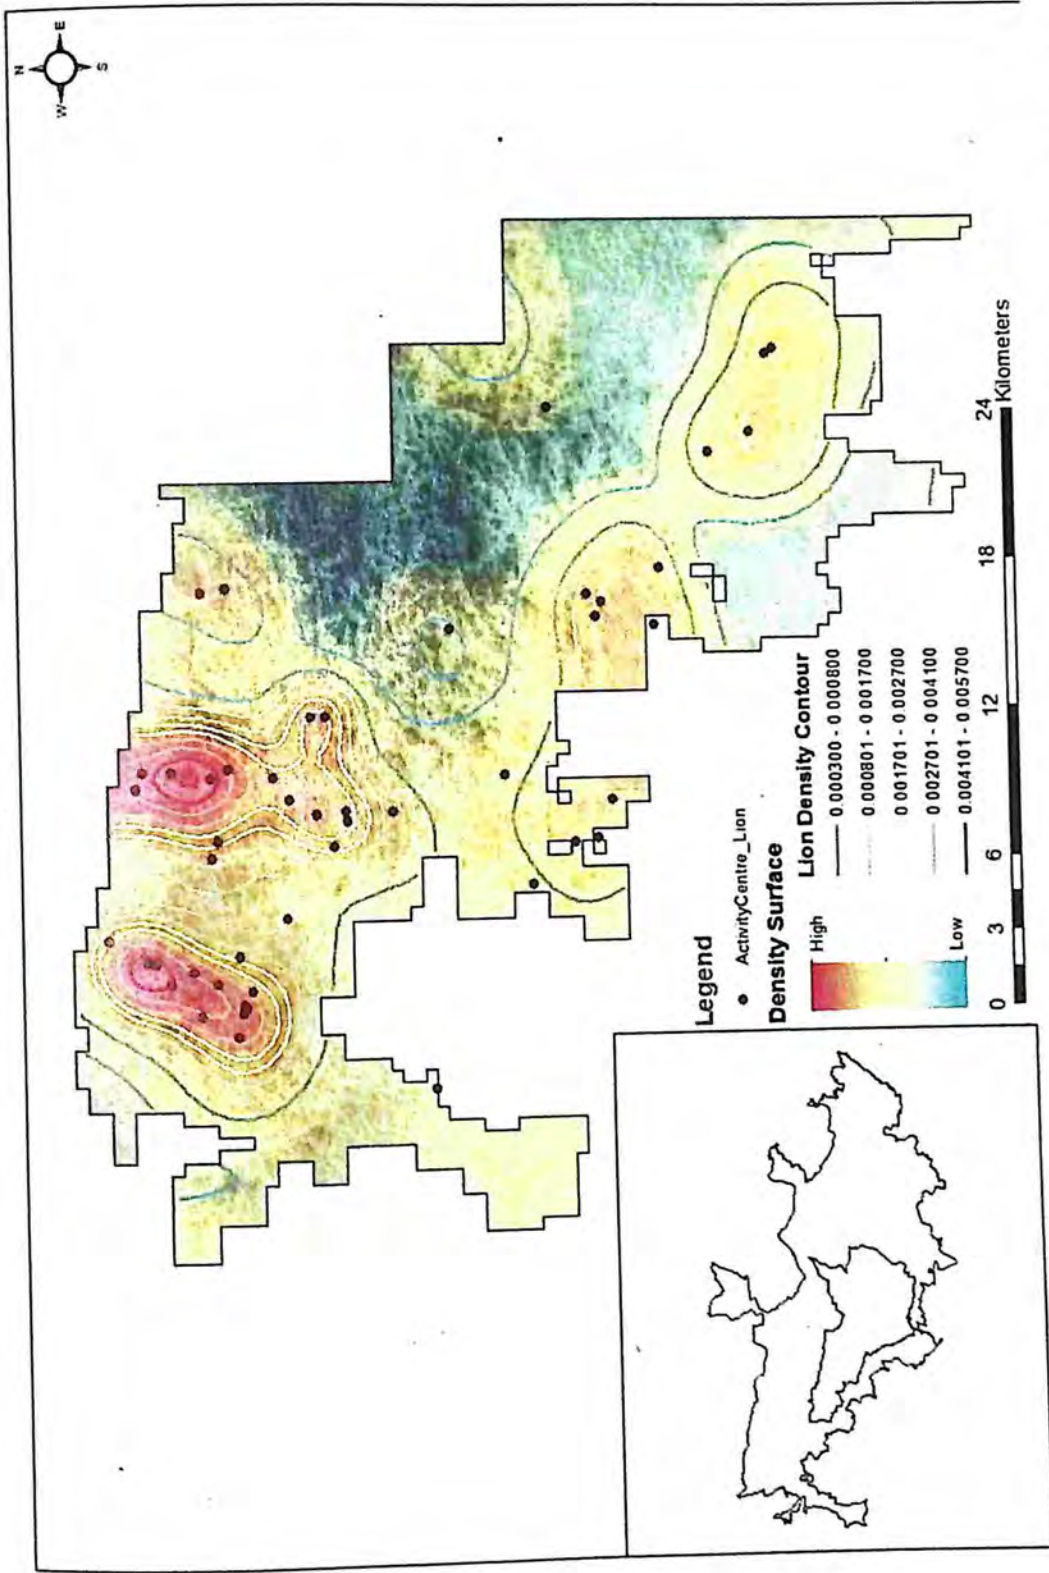 N
W E
S
Legend
ActivityCentre_Lion
Density Surface
High
Low
Lion Density Contour
0.000300 - 0.000800
0.000801 - 0.001700
0.001701 - 0.002700
0.002701 - 0.004100
0.004101 - 0.005700
0 3 6 12 18 24
Kilometers